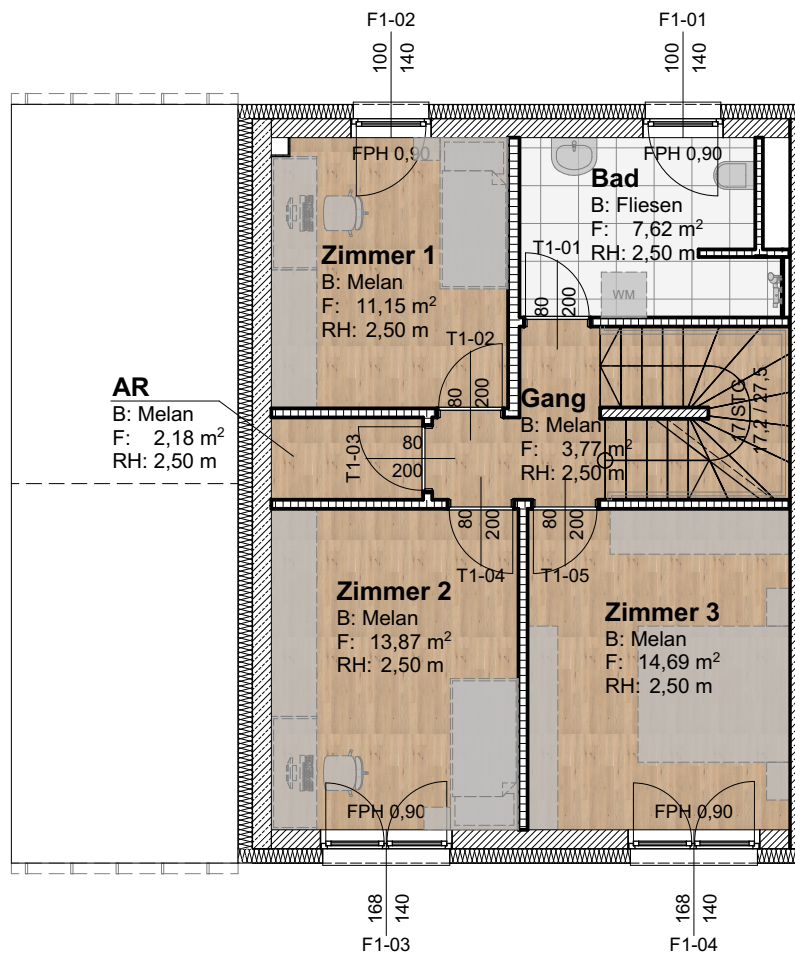 F1-02
100
140
F1-01
100
140
FPH 0,90
FPH 0,90
Bad
B: Fliesen
F: 7,62 m²
RH: 2,50 m
T1-01
80
200
WM
Zimmer 1
B: Melan
F: 11,15 m²
RH: 2,50 m
T1-02
80
200
AR
B: Melan
F: 2,18 m²
RH: 2,50 m
T1-03
80
200
Gang
B: Melan
F: 3,77 m²
RH: 2,50 m
17 STG
17,2 / 27,5
80
200
T1-04
80
200
T1-05
Zimmer 2
B: Melan
F: 13,87 m²
RH: 2,50 m
Zimmer 3
B: Melan
F: 14,69 m²
RH: 2,50 m
FPH 0,90
FPH 0,90
168
140
F1-03
168
140
F1-04